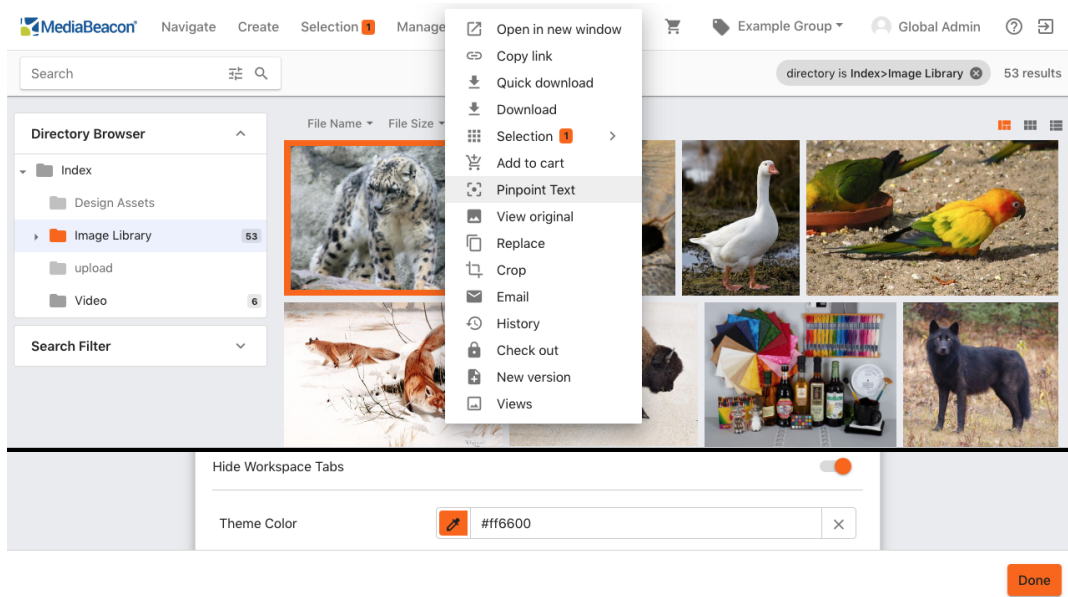 MediaBeacon®
Navigate
Create
Selection 1
Manage
Example Group
Global Admin
Search
directory is Index>Image Library
53 results
Directory Browser
Index
Design Assets
Image Library 53
upload
Video 6
Search Filter
File Name
File Size
Open in new window
Copy link
Quick download
Download
Selection 1
Add to cart
Pinpoint Text
View original
Replace
Crop
Email
History
Check out
New version
Views
Hide Workspace Tabs
Theme Color
#ff6600
Done